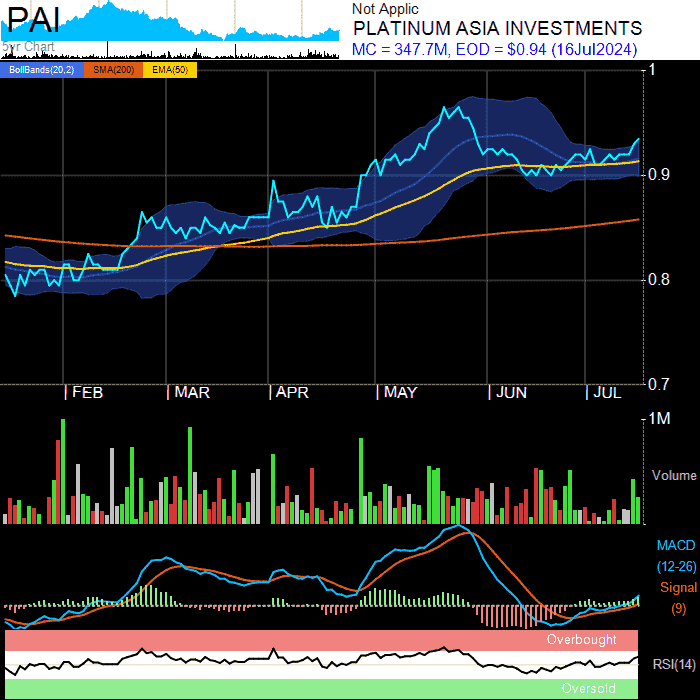 PAI
Not Applic
PLATINUM ASIA INVESTMENTS
MC = 347.7M, EOD = $0.94 (16Jul2024)
5yr Chart
BollBands(20,2) SMA(200) EMA(50)
1
0.9
0.8
0.7
FEB MAR APR MAY JUN JUL
1M
Volume
MACD
(12-26)
Signal
(9)
Overbought
RSI(14)
Oversold